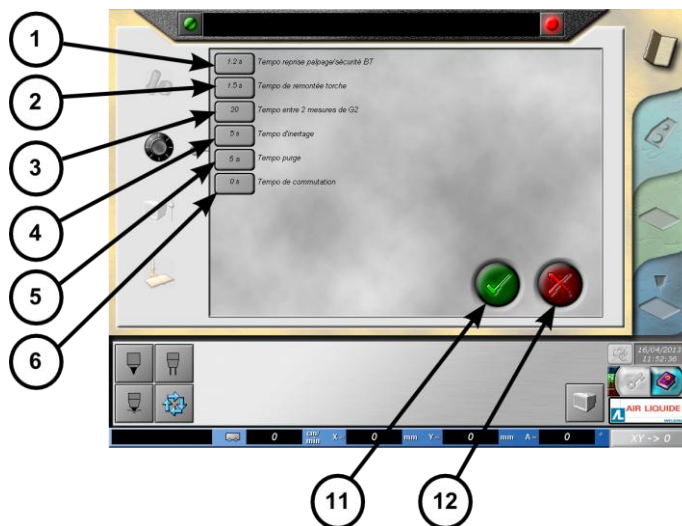 1
2
3
4
5
6
1.2 s Tempo reprise palpage/sécurité BT
1.5 s Tempo de remontée torche
20 Tempo entre 2 mesures de G2
5 s Tempo d'inertage
5 s Tempo purge
0 s Tempo de commutation
16/04/2013
11:52:36
AIR LIQUIDE
WELDING
0 cm/min X= 0 mm Y= 0 mm A= 0 °
XY -> 0
11
12